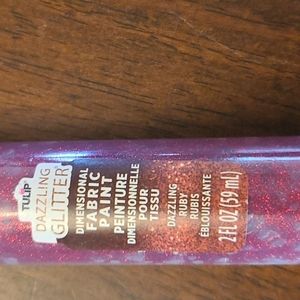 TULIP
DAZZLING
GLITTER
DIMENSIONAL
FABRIC
PAINT
PEINTURE
DIMENSIONNELLE
POUR
TISSU
DAZZLING
RUBY
RUBIS
ÉBLOUISSANTE
2 FL OZ (59 mL)